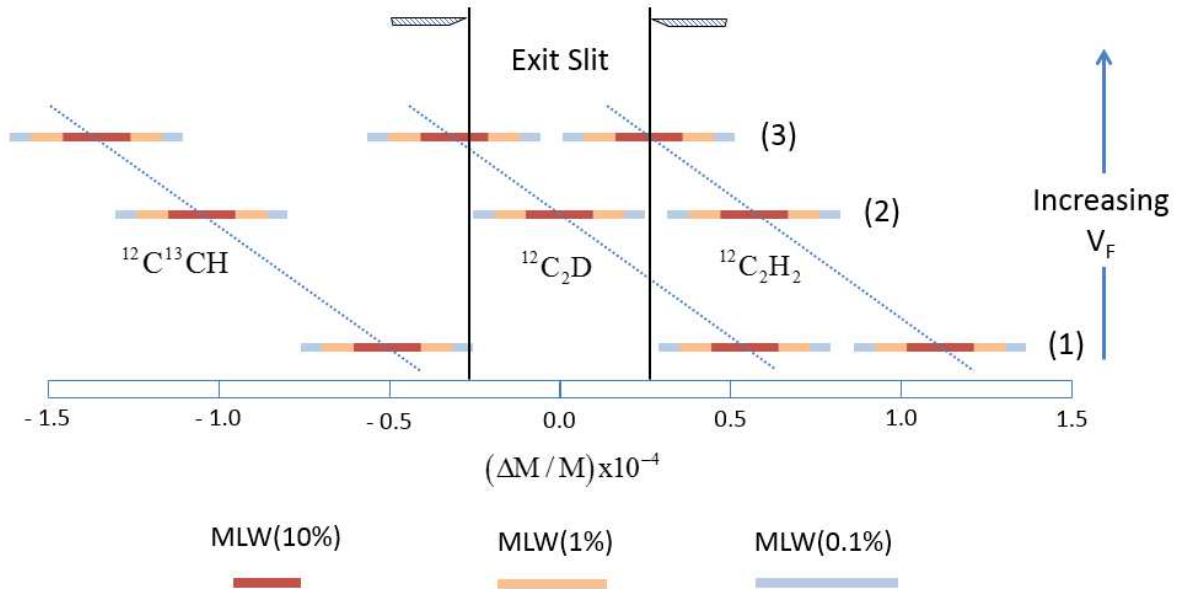 Exit Slit
(3)
(2)
Increasing
V_F
¹²C¹³CH
¹²C₂D
¹²C₂H₂
(1)
- 1.5
- 1.0
- 0.5
0.0
0.5
1.0
1.5
(ΔM / M)x10⁻⁴
MLW(10%)
MLW(1%)
MLW(0.1%)